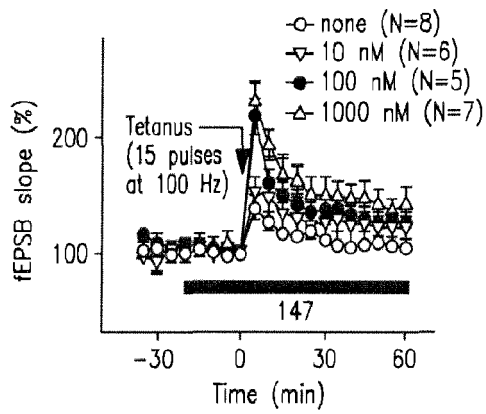 none (N=8)
10 nM (N=6)
100 nM (N=5)
1000 nM (N=7)
Tetanus
(15 pulses
at 100 Hz)
fEPSB slope (%)
200
100
147
-30 0 30 60
Time (min)